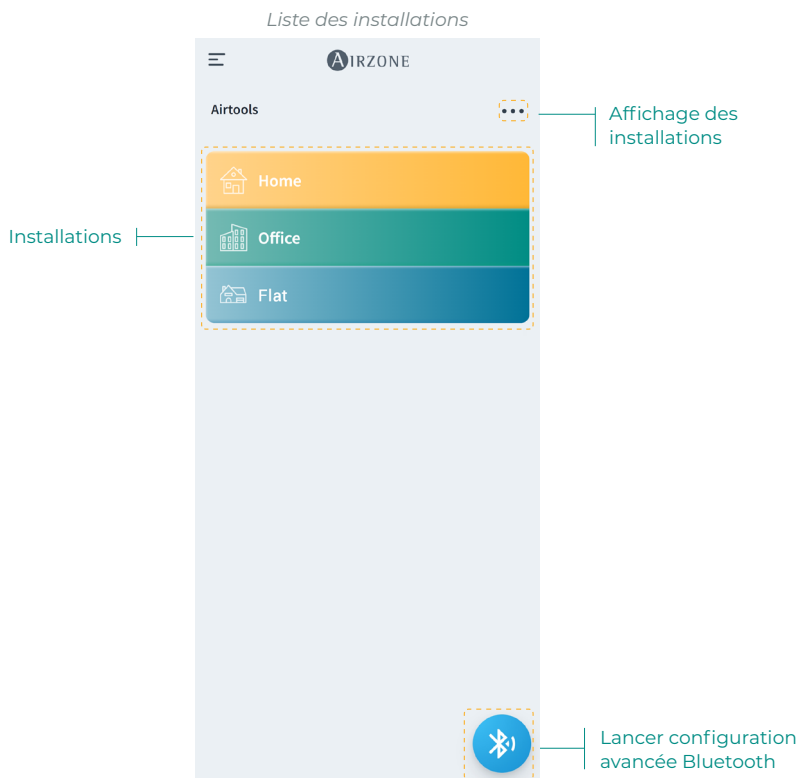 Liste des installations
AIRZONE
Airtools
Affichage des
installations
Home
Installations
Office
Flat
Lancer configuration
avancée Bluetooth